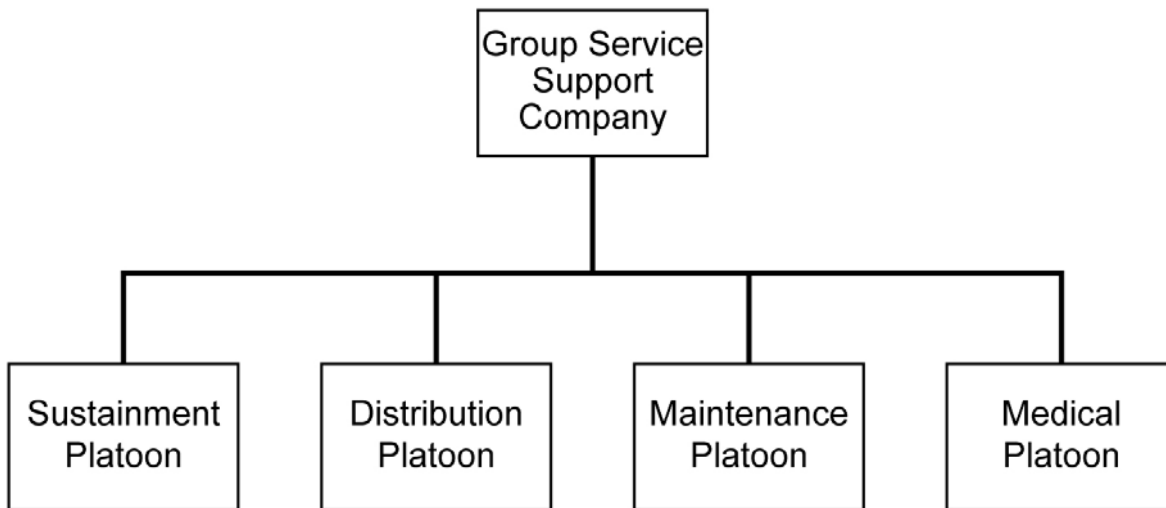 Group Service
Support
Company
Sustainment
Platoon
Distribution
Platoon
Maintenance
Platoon
Medical
Platoon